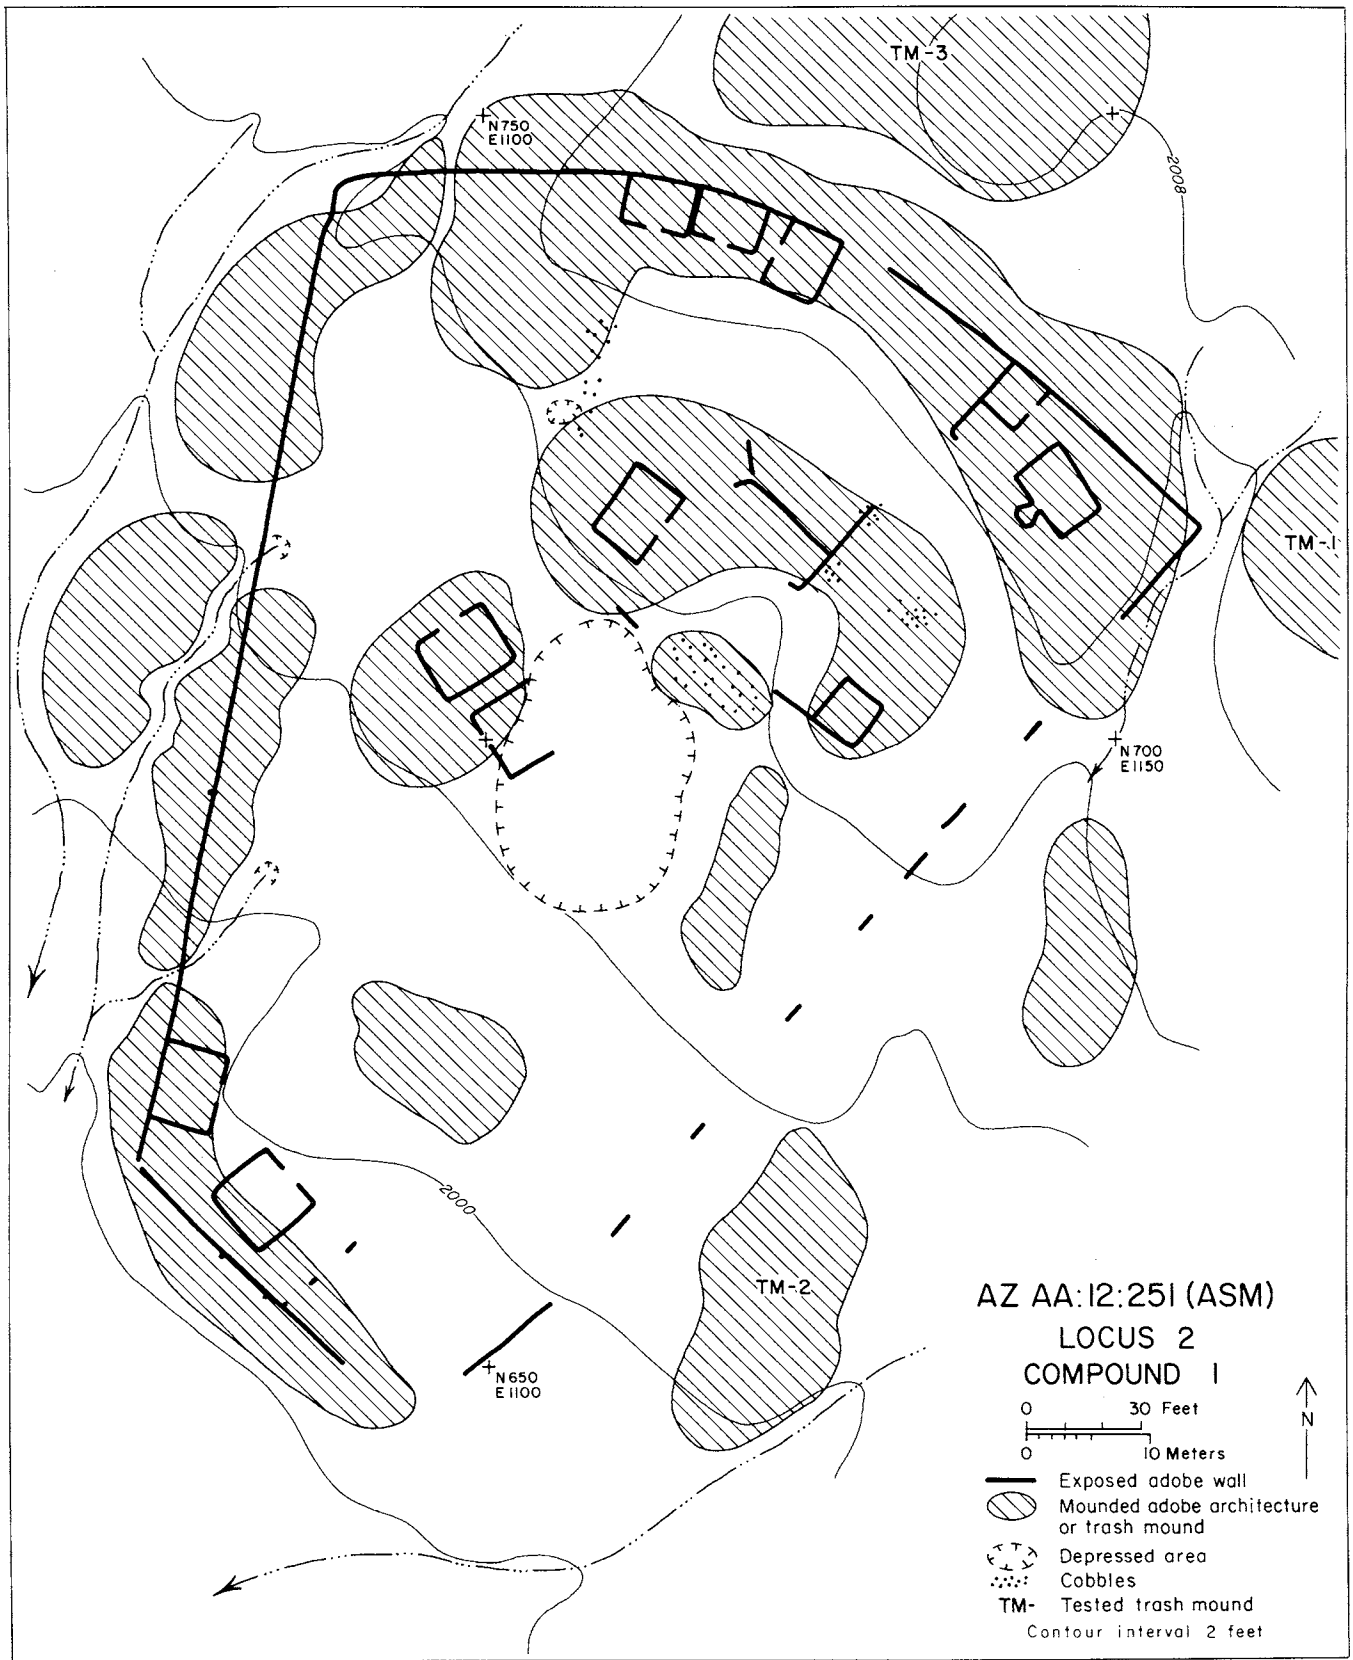 TM-3
N750
E1100
2008
TM-1
N700
E1150
2000
TM-2
N650
E1100
AZ AA:12:251 (ASM)
LOCUS 2
COMPOUND 1
0 30 Feet
0 10 Meters
N
Exposed adobe wall
Mounded adobe architecture
or trash mound
Depressed area
Cobbles
TM- Tested trash mound
Contour interval 2 feet